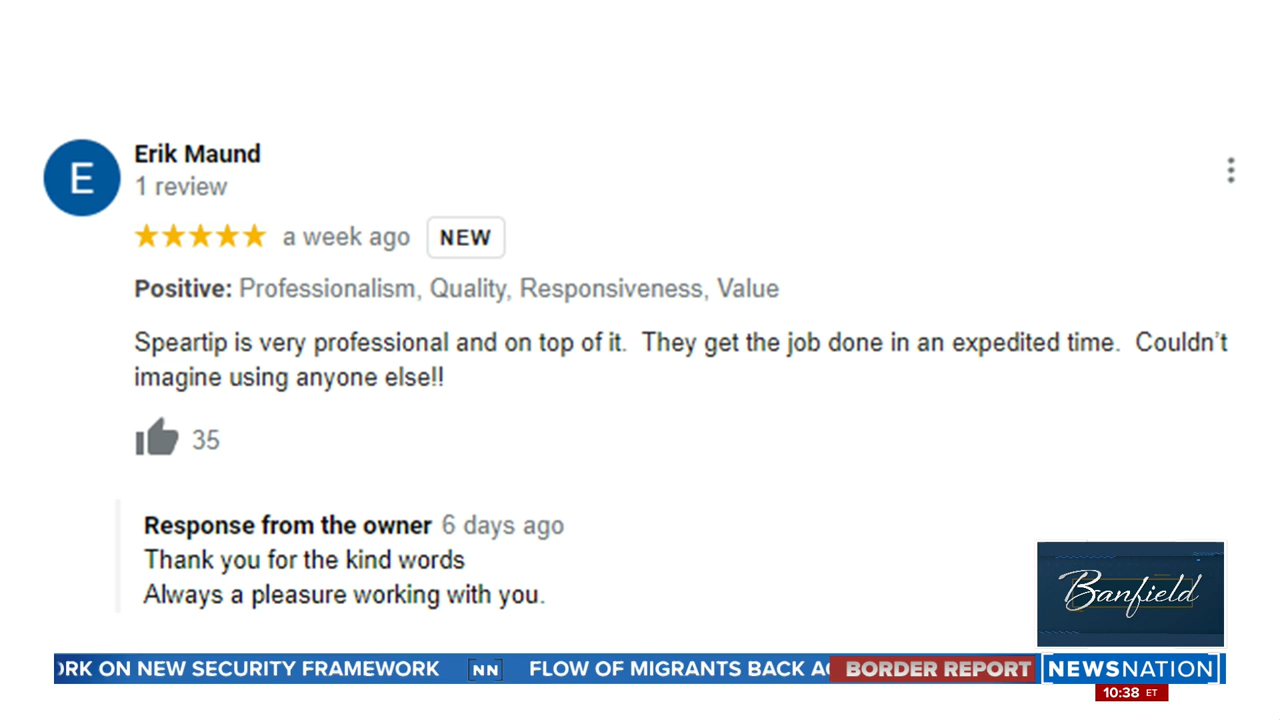 E
Erik Maund
1 review
a week ago NEW
Positive: Professionalism, Quality, Responsiveness, Value
Speartip is very professional and on top of it. They get the job done in an expedited time. Couldn't
imagine using anyone else!!
35
Response from the owner 6 days ago
Thank you for the kind words
Always a pleasure working with you.
Banfield
ON NEW SECURITY FRAMEWORK NN FLOW OF MIGRANTS BACK BORDER REPORT NEWSNATION
10:38 ET